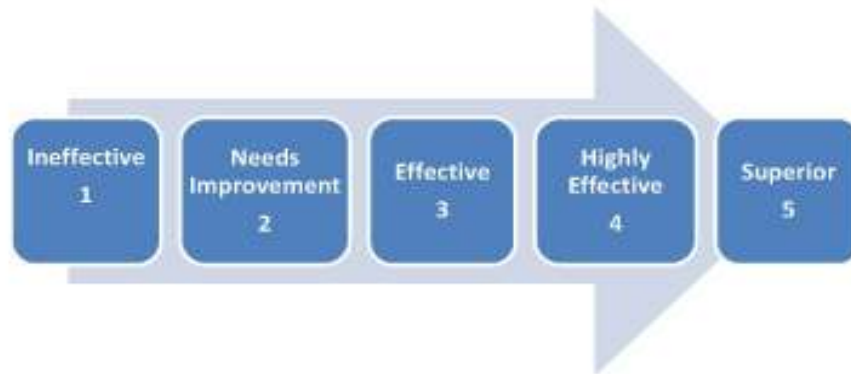 Ineffective
1
Needs
Improvement
2
Effective
3
Highly
Effective
4
Superior
5